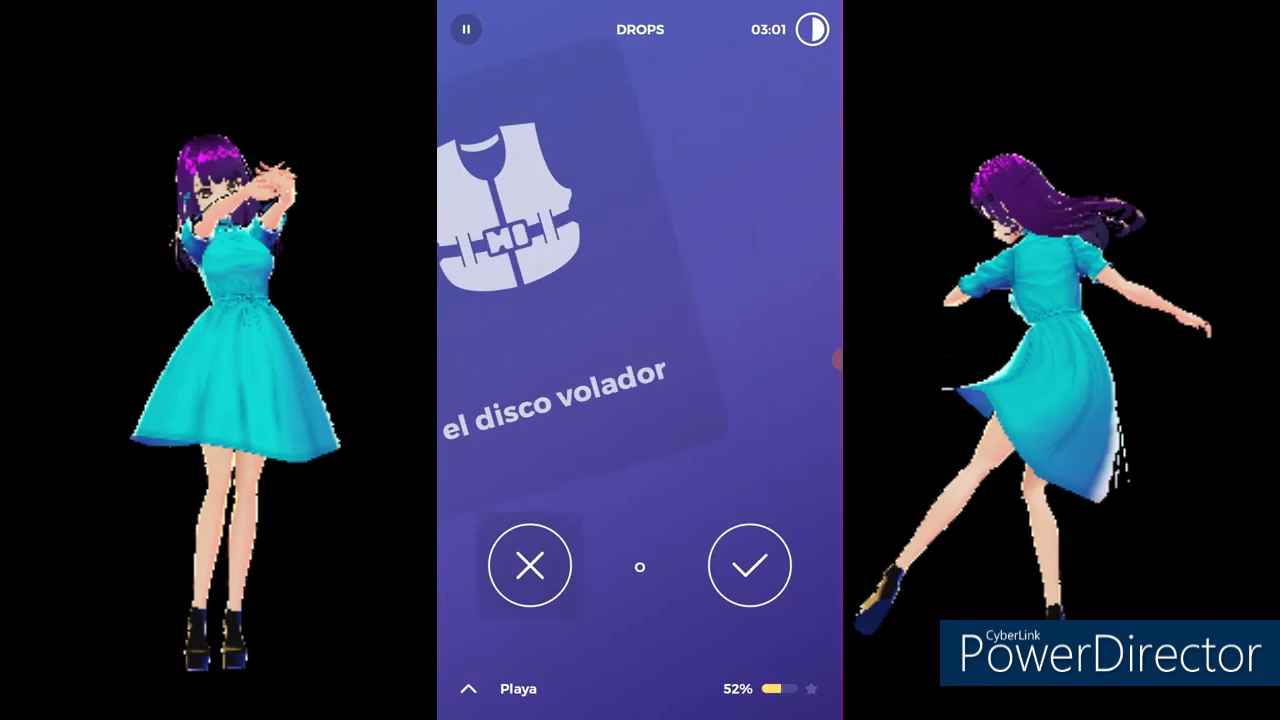 DROPS
03:01
el disco volador
o
Playa
52%
CyberLink
PowerDirector